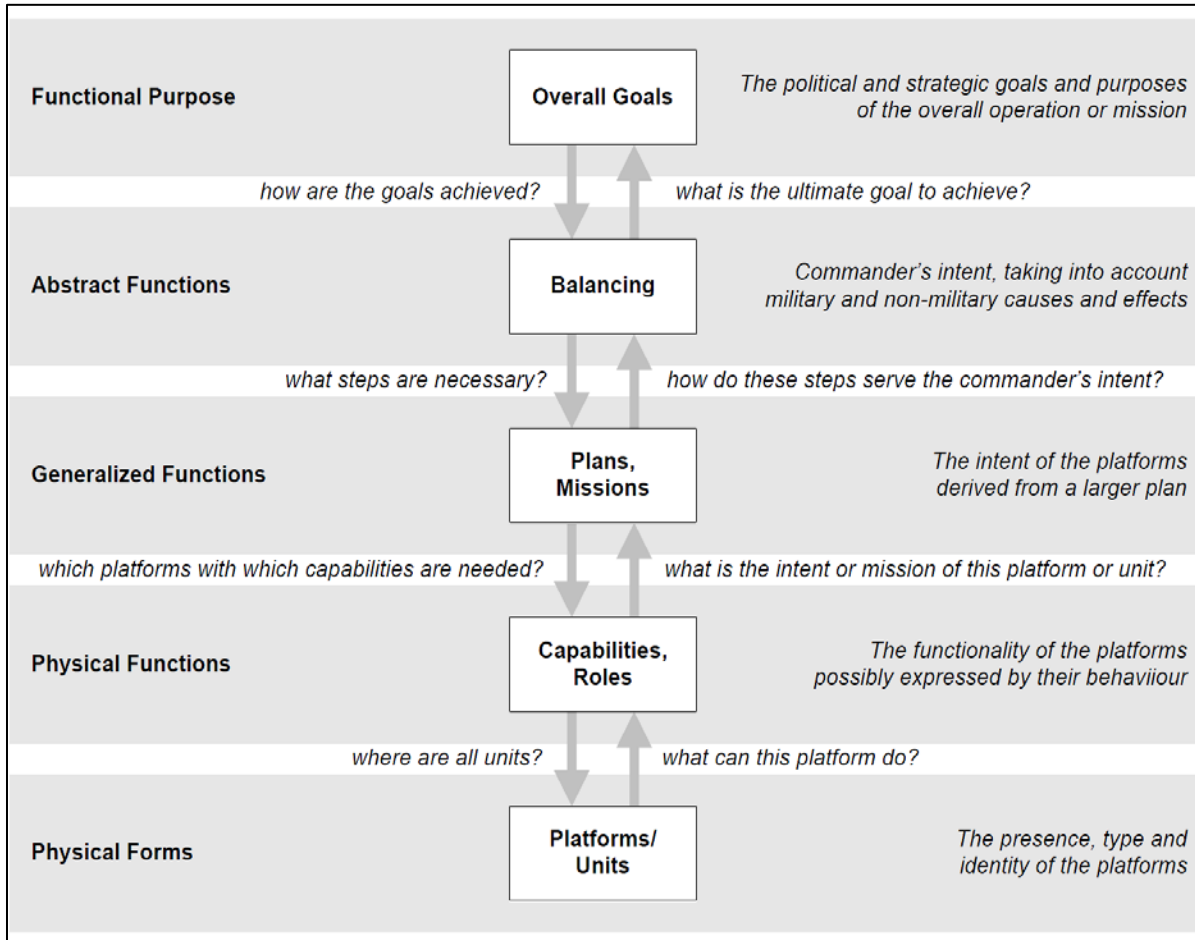 Functional Purpose
Overall Goals
The political and strategic goals and purposes
of the overall operation or mission
how are the goals achieved?
what is the ultimate goal to achieve?
Abstract Functions
Balancing
Commander's intent, taking into account
military and non-military causes and effects
what steps are necessary?
how do these steps serve the commander's intent?
Generalized Functions
Plans,
Missions
The intent of the platforms
derived from a larger plan
which platforms with which capabilities are needed?
what is the intent or mission of this platform or unit?
Physical Functions
Capabilities,
Roles
The functionality of the platforms
possibly expressed by their behaviiour
where are all units?
what can this platform do?
Physical Forms
Platforms/
Units
The presence, type and
identity of the platforms